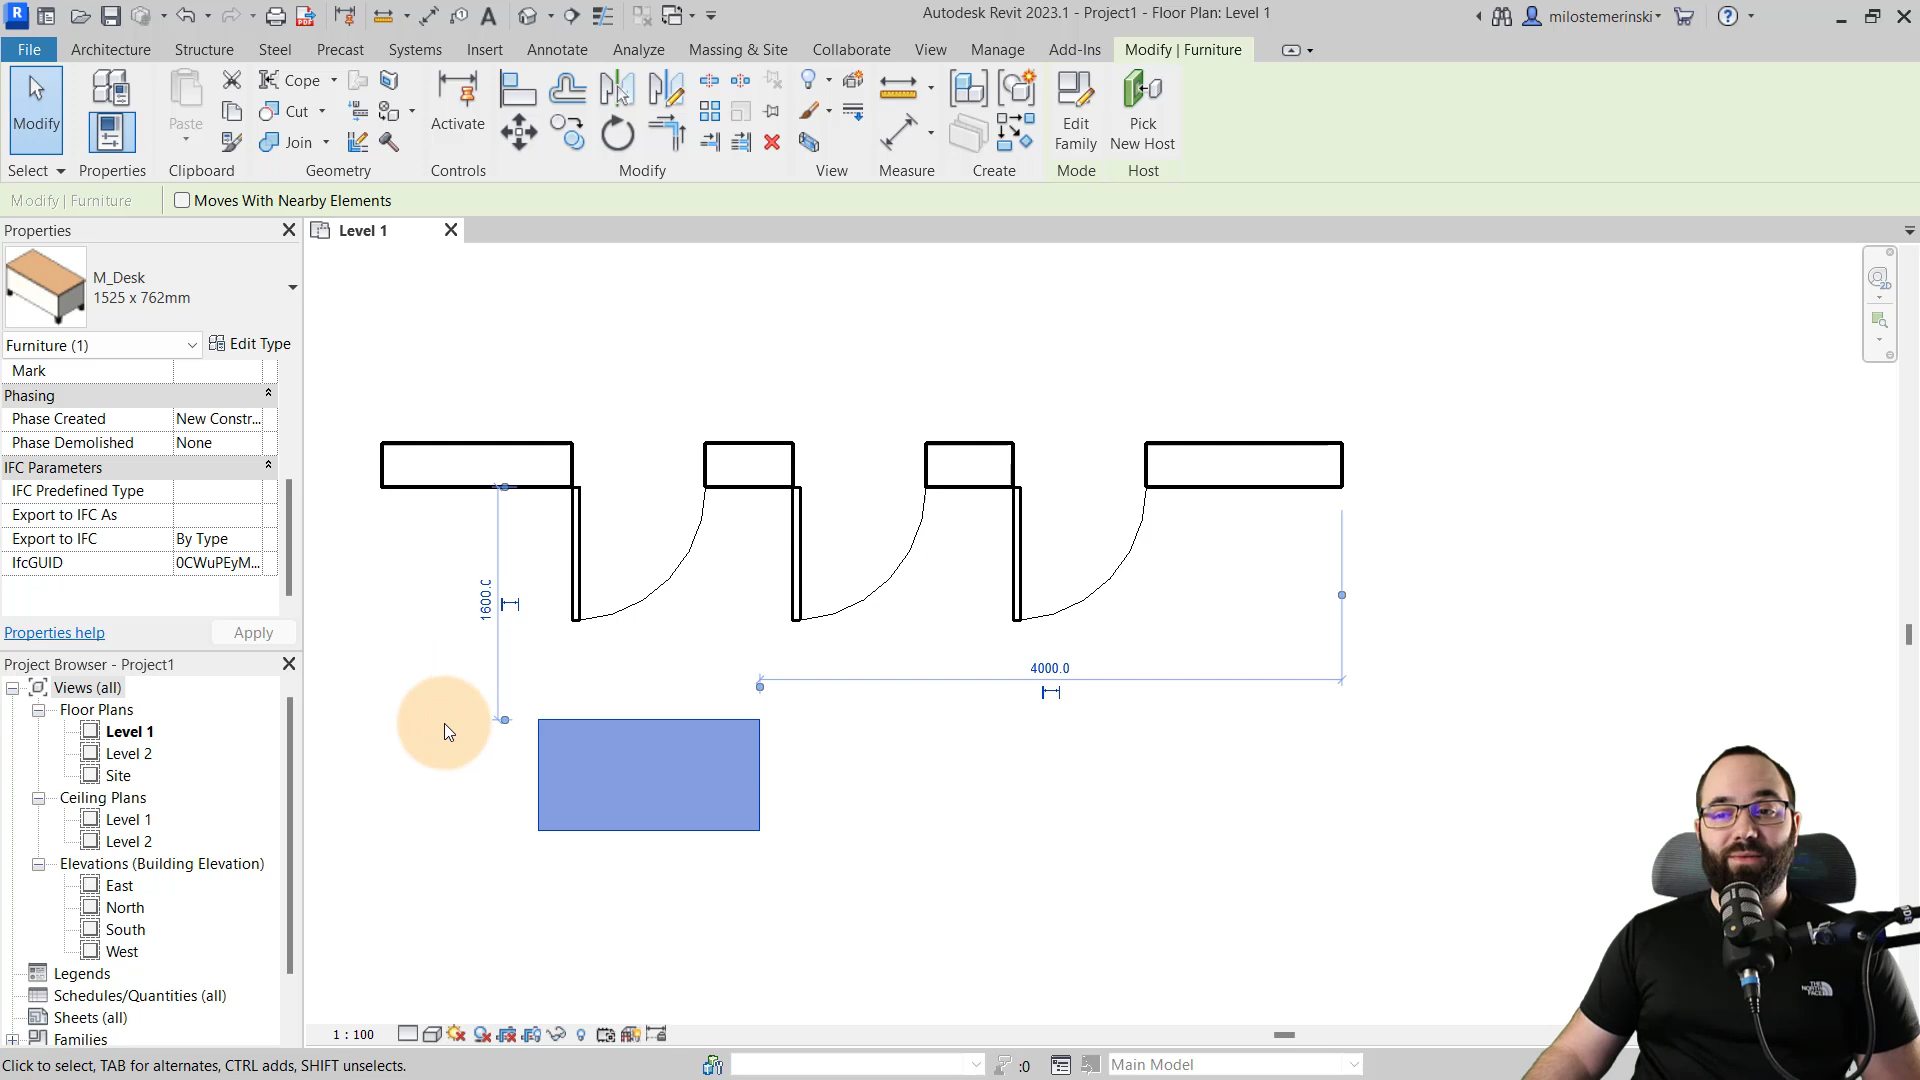 Autodesk Revit 2023.1 - Project1 - Floor Plan: Level 1
milostemerinski
File
Architecture
Structure
Steel
Precast
Systems
Insert
Annotate
Analyze
Massing & Site
Collaborate
View
Manage
Add-Ins
Modify | Furniture
Modify
Paste
Cope
Cut
Join
Activate
Edit
Family
Pick
New Host
Select
Properties
Clipboard
Geometry
Controls
Modify
View
Measure
Create
Mode
Host
Modify | Furniture
Moves With Nearby Elements
Properties
M_Desk
1525 x 762mm
Furniture (1)
Edit Type
Mark
Phasing
Phase Created New Constr...
Phase Demolished None
IFC Parameters
IFC Predefined Type
Export to IFC As
Export to IFC By Type
IfcGUID 0CWuPEyM...
Properties help
Apply
Project Browser - Project1
Views (all)
Floor Plans
Level 1
Level 2
Site
Ceiling Plans
Level 1
Level 2
Elevations (Building Elevation)
East
North
South
West
Legends
Schedules/Quantities (all)
Sheets (all)
Families
Level 1
2D
4000.0
1 : 100
Click to select, TAB for alternates, CTRL adds, SHIFT unselects.
:0
Main Model